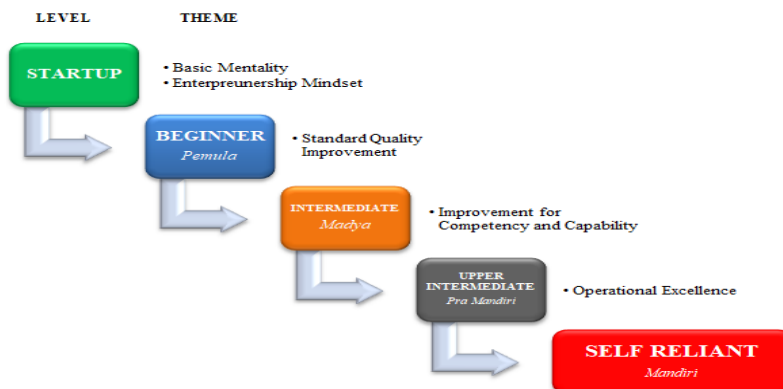 LEVEL THEME
STARTUP
• Basic Mentality
• Enterpreunership Mindset
BEGINNER
Pemula
• Standard Quality
Improvement
INTERMEDIATE
Madya
• Improvement for
Competency and Capability
UPPER
INTERMEDIATE
Pra Mandiri
• Operational Excellence
SELF RELIANT
Mandiri